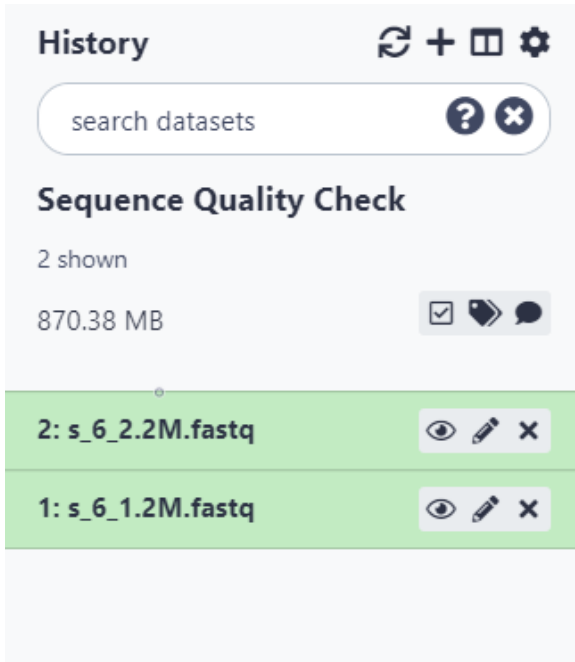 History
search datasets
Sequence Quality Check
2 shown
870.38 MB
2: s_6_2.2M.fastq
1: s_6_1.2M.fastq